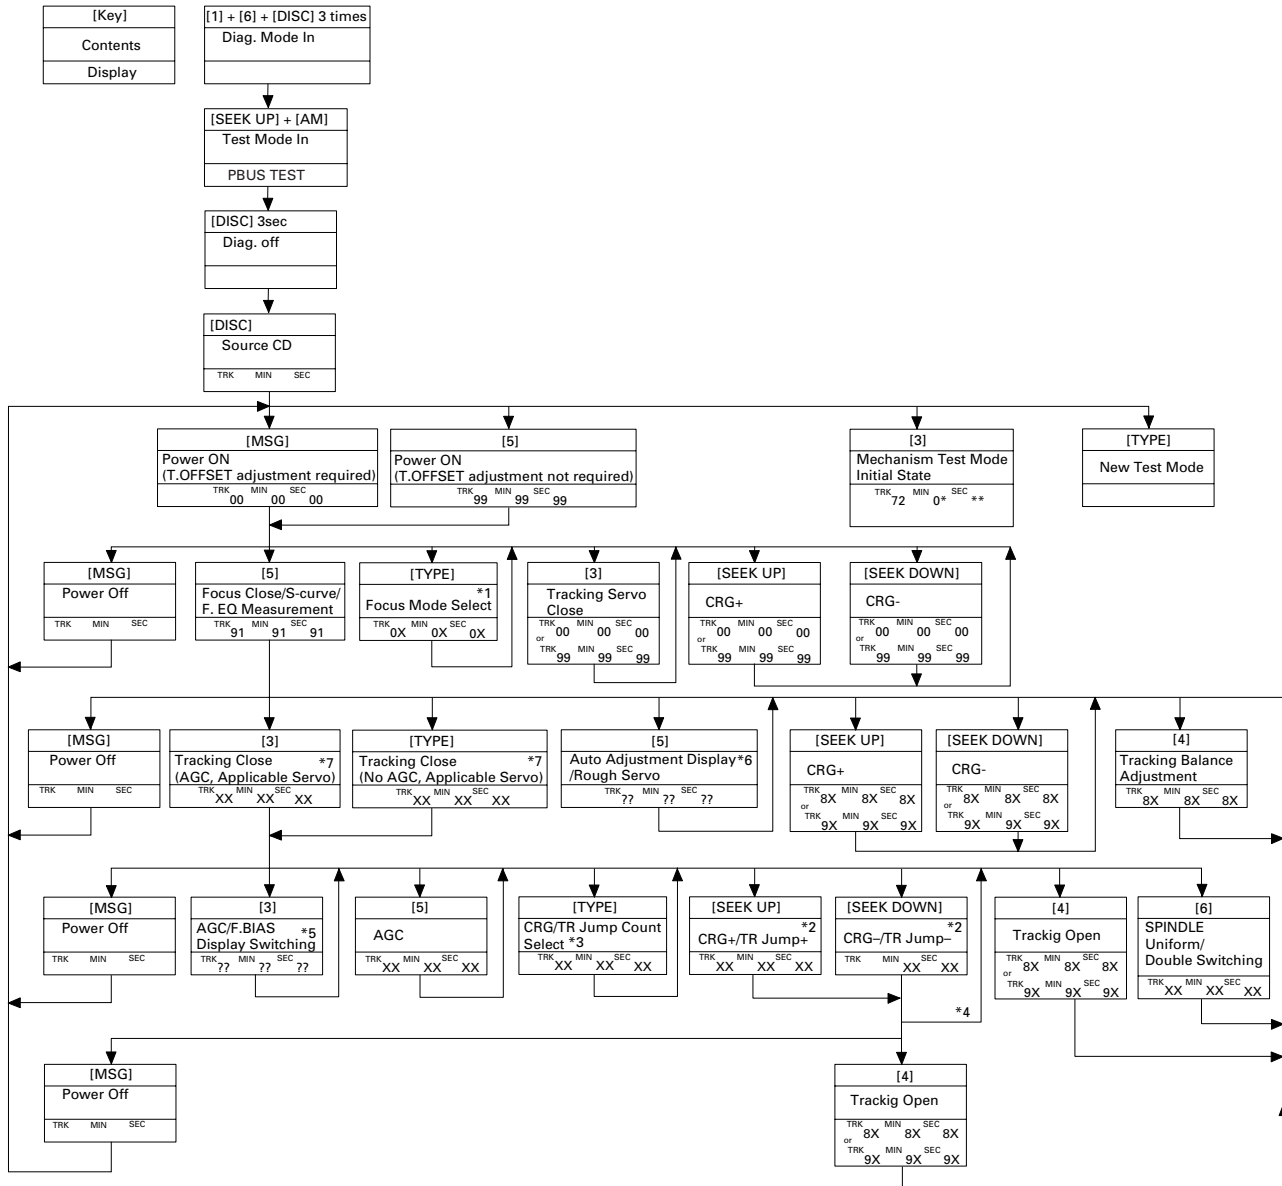 [Key]
Contents
Display
[1] + [6] + [DISC] 3 times
Diag. Mode In
[SEEK UP] + [AM]
Test Mode In
PBUS TEST
[DISC] 3sec
Diag. off
[DISC]
Source CD
TRK MIN SEC
[MSG]
Power ON
(T.OFFSET adjustment required)
TRK 00 MIN 00 SEC 00
[5]
Power ON
(T.OFFSET adjustment not required)
TRK 99 MIN 99 SEC 99
[3]
Mechanism Test Mode
Initial State
TRK 72 MIN 0* SEC **
[TYPE]
New Test Mode
[MSG]
Power Off
TRK MIN SEC
[5]
Focus Close/S-curve/
F. EQ Measurement
TRK 91 MIN 91 SEC 91
[TYPE]
*1
Focus Mode Select
TRK 0X MIN 0X SEC 0X
[3]
Tracking Servo
Close
TRK 00 MIN 00 SEC 00
or
TRK 99 MIN 99 SEC 99
[SEEK UP]
CRG+
TRK 00 MIN 00 SEC 00
or
TRK 99 MIN 99 SEC 99
[SEEK DOWN]
CRG-
TRK 00 MIN 00 SEC 00
or
TRK 99 MIN 99 SEC 99
[MSG]
Power Off
TRK MIN SEC
[3]
Tracking Close *7
(AGC, Applicable Servo)
TRK XX MIN XX SEC XX
[TYPE]
Tracking Close *7
(No AGC, Applicable Servo)
TRK XX MIN XX SEC XX
[5]
Auto Adjustment Display*6
/Rough Servo
TRK ?? MIN ?? SEC ??
[SEEK UP]
CRG+
TRK 8X MIN 8X SEC 8X
or
TRK 9X MIN 9X SEC 9X
[SEEK DOWN]
CRG-
TRK 8X MIN 8X SEC 8X
or
TRK 9X MIN 9X SEC 9X
[4]
Tracking Balance
Adjustment
TRK 8X MIN 8X SEC 8X
[MSG]
Power Off
TRK MIN SEC
[3]
AGC/F.BIAS *5
Display Switching
TRK ?? MIN ?? SEC ??
[5]
AGC
TRK XX MIN XX SEC XX
[TYPE]
CRG/TR Jump Count
Select *3
TRK XX MIN XX SEC XX
[SEEK UP]
*2
CRG+/TR Jump+
TRK XX MIN XX SEC XX
[SEEK DOWN]
*2
CRG–/TR Jump–
TRK MIN XX SEC XX
[4]
Trackig Open
TRK 8X MIN 8X SEC 8X
or
TRK 9X MIN 9X SEC 9X
[6]
SPINDLE
Uniform/
Double Switching
TRK XX MIN XX SEC XX
*4
[MSG]
Power Off
TRK MIN SEC
[4]
Trackig Open
TRK 8X MIN 8X SEC 8X
or
TRK 9X MIN 9X SEC 9X